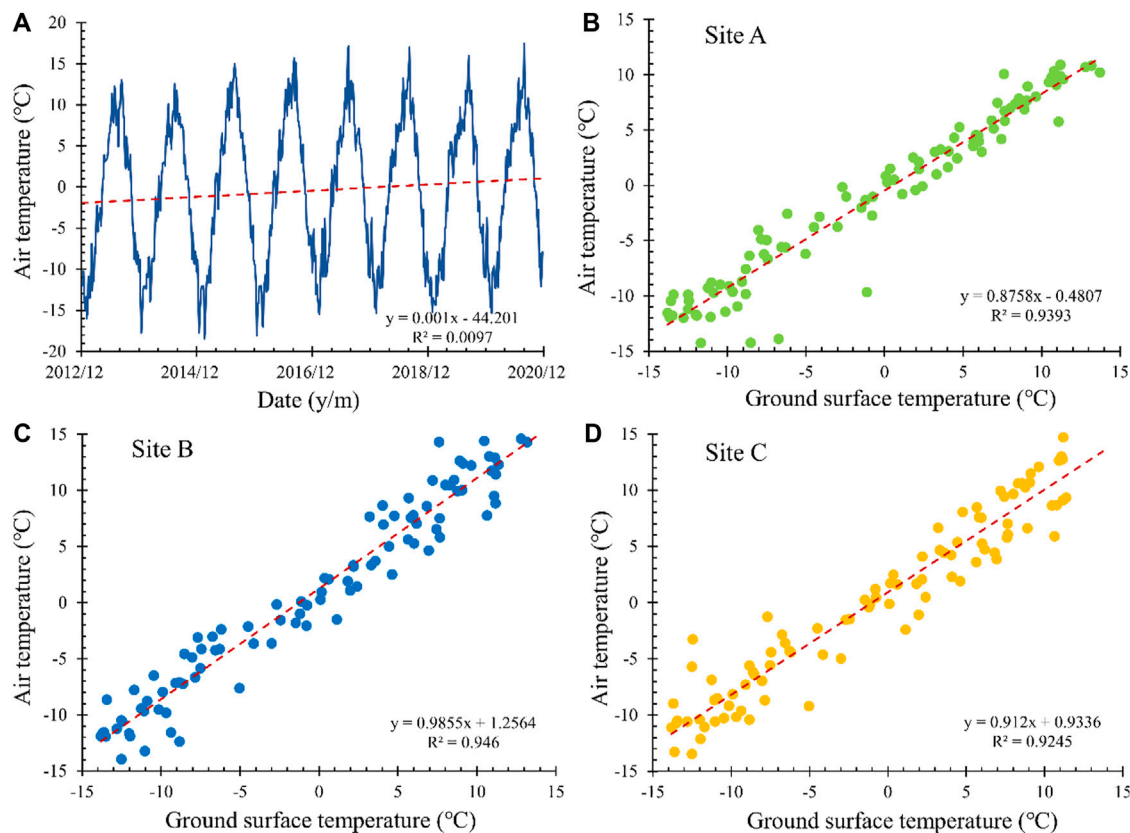 A
Air temperature (℃)
20
15
10
5
0
-5
-10
-15
-20
2012/12
2014/12
2016/12
2018/12
2020/12
Date (y/m)
y = 0.001x - 44.201
R² = 0.0097
B
Site A
Air temperature (℃)
15
10
5
0
-5
-10
-15
-15
-10
-5
0
5
10
15
Ground surface temperature (℃)
y = 0.8758x - 0.4807
R² = 0.9393
C
Site B
Air temperature (℃)
15
10
5
0
-5
-10
-15
-15
-10
-5
0
5
10
15
Ground surface temperature (℃)
y = 0.9855x + 1.2564
R² = 0.946
D
Site C
Air temperature (℃)
15
10
5
0
-5
-10
-15
-15
-10
-5
0
5
10
15
Ground surface temperature (℃)
y = 0.912x + 0.9336
R² = 0.9245